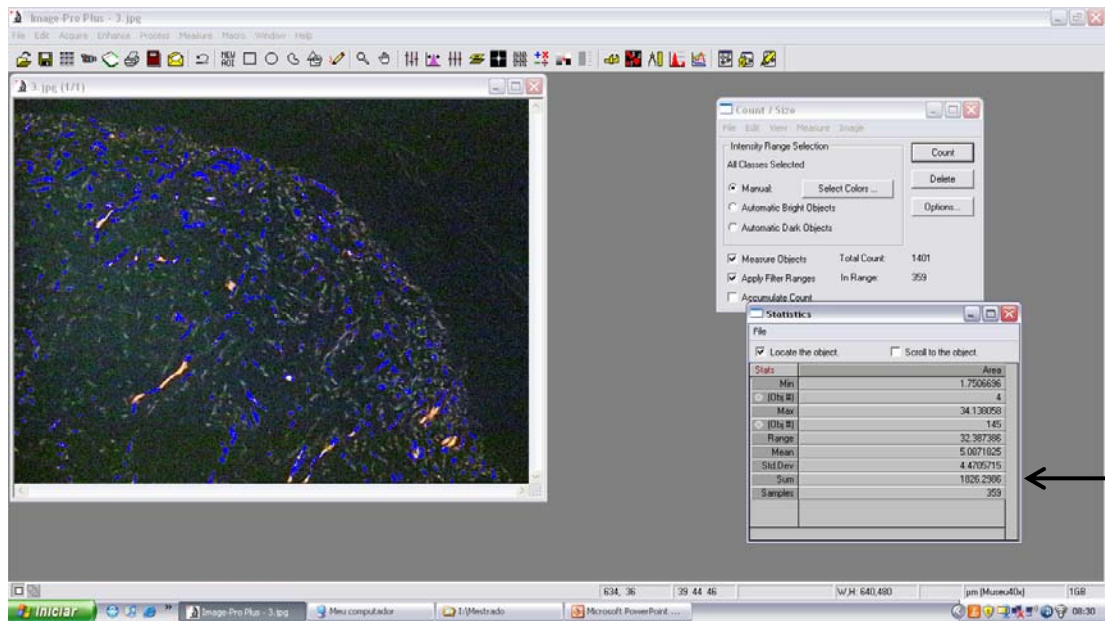 Image-Pro Plus - 3.jpg
File Edit Acquire Enhance Process Measure Macro Window Help
NEW AOI
3.jpg (1/1)
Count / Size
File Edit View Measure Image
Intensity Range Selection
All Classes Selected
Manual: Select Colors ...
Automatic Bright Objects
Automatic Dark Objects
Count
Delete
Options...
Measure Objects Total Count: 1401
Apply Filter Ranges In Range: 359
Accumulate Count
Statistics
File
Locate the object. Scroll to the object.
Stats Area
Min 1.7506696
(Obj #) 4
Max 34.138058
(Obj #) 145
Range 32.387386
Mean 5.0871825
Std.Dev 4.4705715
Sum 1826.2986
Samples 359
634, 36 39 44 46 W,H: 640,480 µm (Museu40x) 1GB
Iniciar Image-Pro Plus - 3.jpg Meu computador I:\Mestrado Microsoft PowerPoint ... 08:30